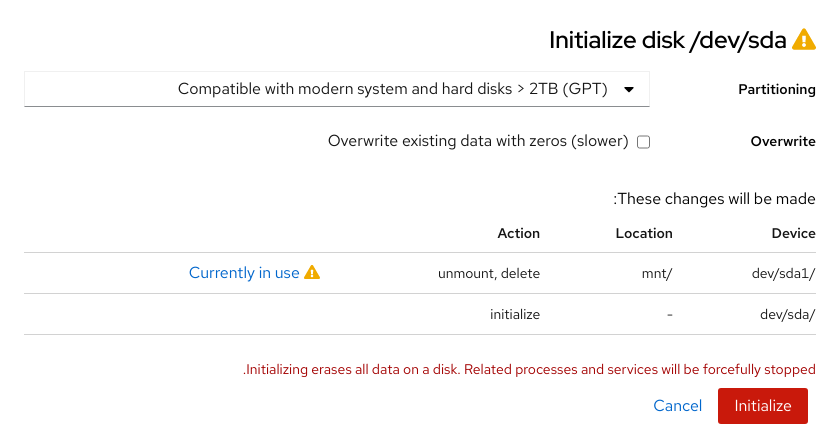 Initialize disk /dev/sda
Partitioning
Compatible with modern system and hard disks > 2TB (GPT)
Overwrite
Overwrite existing data with zeros (slower)
:These changes will be made
Device Location Action
dev/sda1/ mnt/ unmount, delete Currently in use
dev/sda/ - initialize
.Initializing erases all data on a disk. Related processes and services will be forcefully stopped
Initialize Cancel